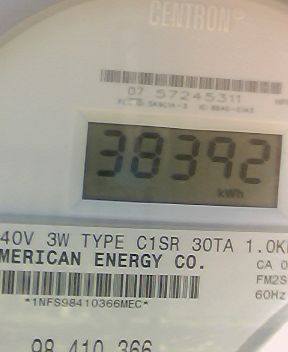 CENTRON®
07 57245311
38392
kWh
40V 3W TYPE C1SR 30TA 1.0K
MERICAN ENERGY CO.
CA 0
FM2S
60Hz
*1NFS98410366MEC*
98 410 366